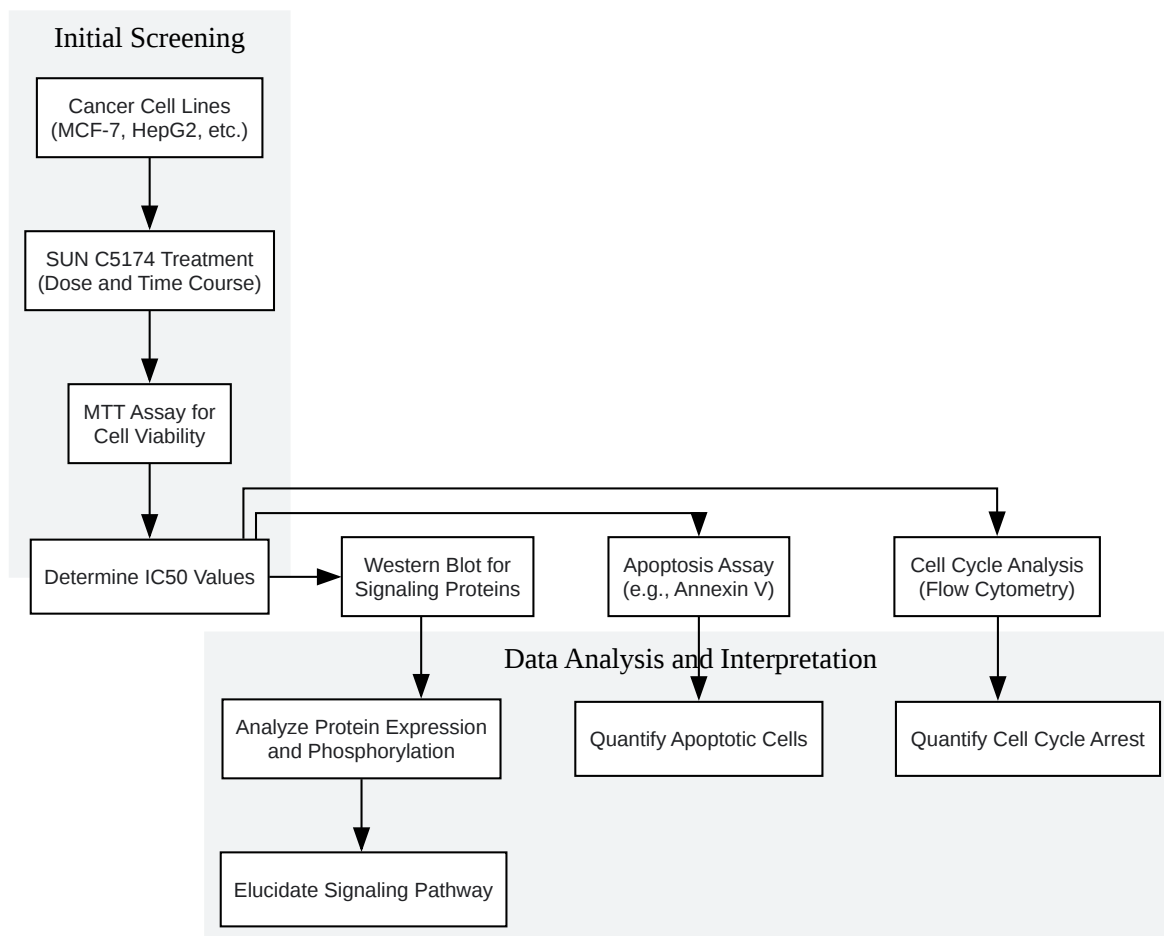 Initial Screening
Cancer Cell Lines
(MCF-7, HepG2, etc.)
SUN C5174 Treatment
(Dose and Time Course)
MTT Assay for
Cell Viability
Determine IC50 Values
Western Blot for
Signaling Proteins
Apoptosis Assay
(e.g., Annexin V)
Cell Cycle Analysis
(Flow Cytometry)
Data Analysis and Interpretation
Analyze Protein Expression
and Phosphorylation
Quantify Apoptotic Cells
Quantify Cell Cycle Arrest
Elucidate Signaling Pathway